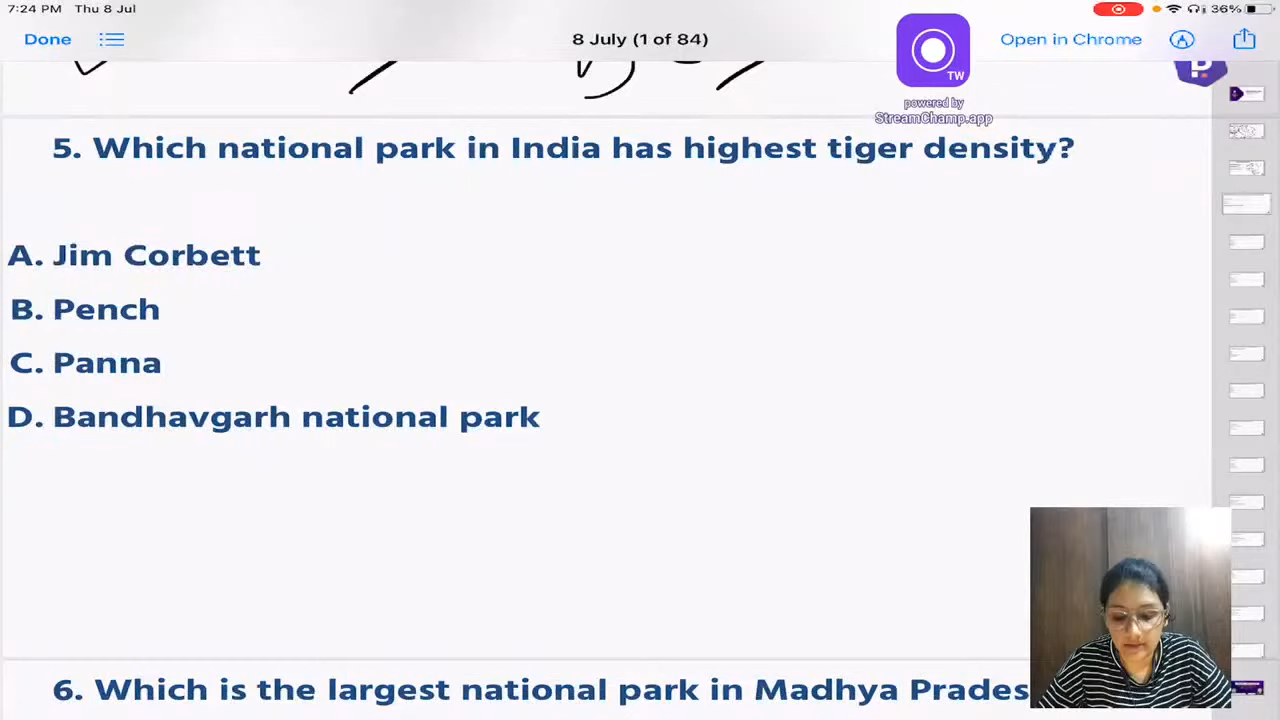 7:24 PM Thu 8 Jul
36%
Done
8 July (1 of 84)
Open in Chrome
TW
powered by
StreamChamp.app
5. Which national park in India has highest tiger density?
A. Jim Corbett
B. Pench
C. Panna
D. Bandhavgarh national park
6. Which is the largest national park in Madhya Prades